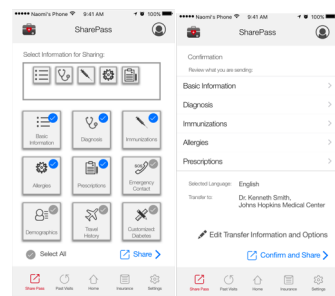 Naomi's Phone 9:41 AM 100%
SharePass
Select Information for Sharing:
Basic Information
Diagnosis
Immunizations
Allergies
Prescriptions
SOS
Emergency Contact
Demographics
Travel History
Customized Diabetes
Select All
Share
Share Pass
Past Visits
Home
Insurance
Settings
Naomi's Phone 9:41 AM 100%
SharePass
Confirmation
Review what you are sending:
Basic Information
Diagnosis
Immunizations
Allergies
Prescriptions
Selected Language: English
Transfer to: Dr. Kenneth Smith,
Johns Hopkins Medical Center
Edit Transfer Information and Options
Confirm and Share
Share Pass
Past Visits
Home
Insurance
Settings